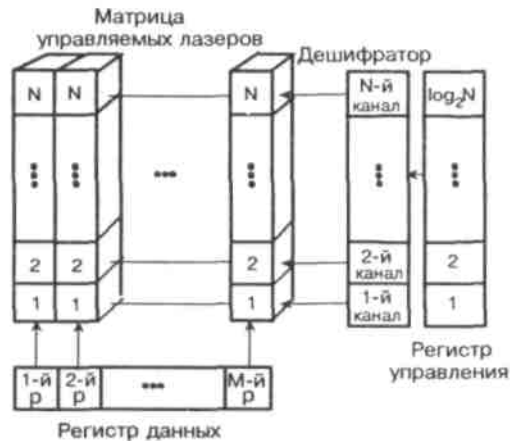 Матрица
управляемых лазеров
Дешифратор
N N N N-й канал log₂N
... ... ... ... ... ...
2 2 2 2-й канал 2
1 1 1 1-й канал 1
Регистр
управления
1-й р 2-й р ... М-й р
Регистр данных